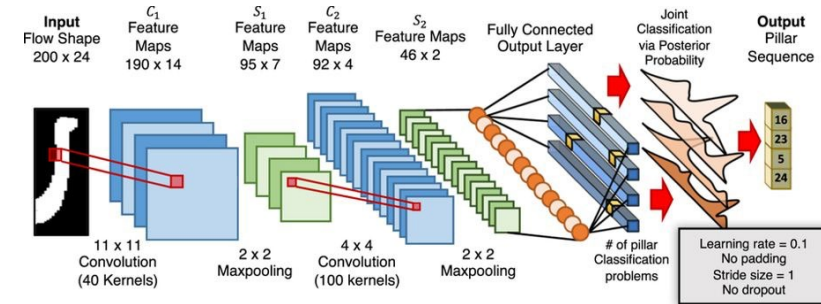 Input
Flow Shape
200 x 24
C₁
Feature
Maps
190 x 14
S₁
Feature
Maps
95 x 7
C₂
Feature
Maps
92 x 4
S₂
Feature Maps
46 x 2
Fully Connected
Output Layer
Joint
Classification
via Posterior
Probability
Output
Pillar
Sequence
16
23
5
24
11 x 11
Convolution
(40 Kernels)
2 x 2
Maxpooling
4 x 4
Convolution
(100 kernels)
2 x 2
Maxpooling
# of pillar
Classification
problems
Learning rate = 0.1
No padding
Stride size = 1
No dropout